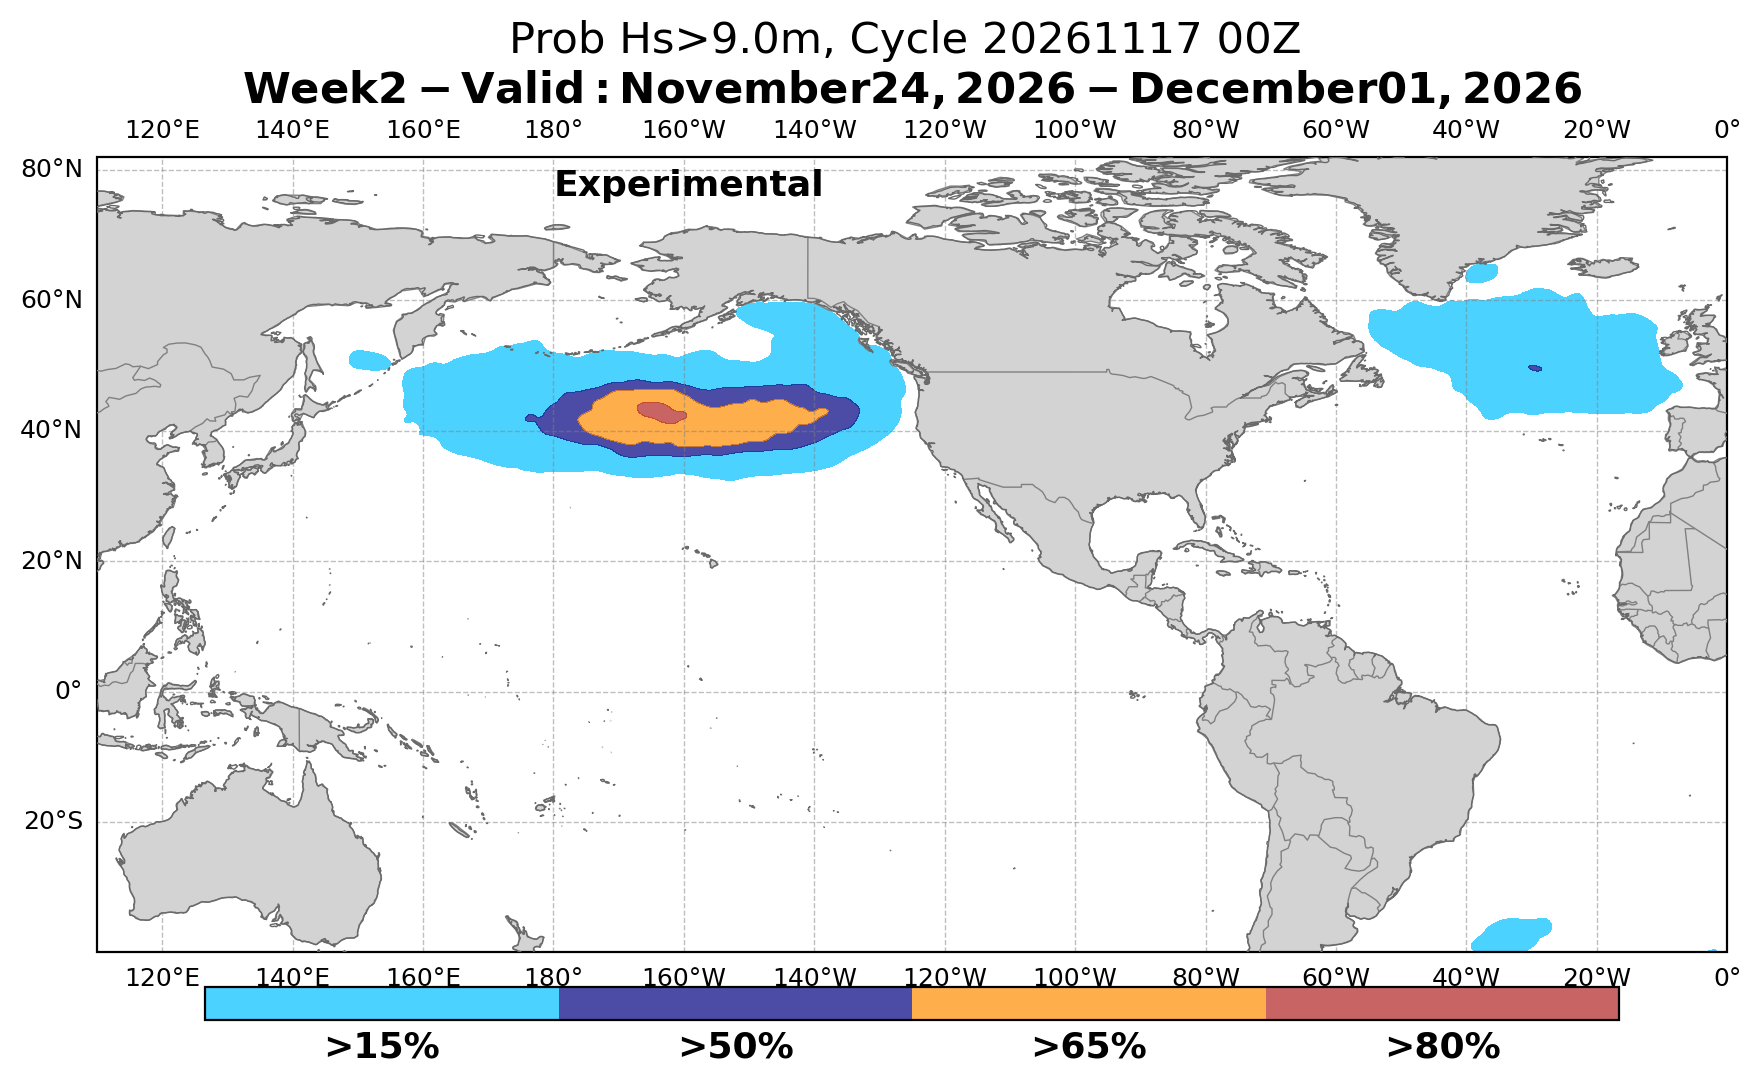 Prob Hs>9.0m, Cycle 20261117 00Z
Week2 − Valid : November24, 2026 − December01, 2026
120°E 140°E 160°E 180° 160°W 140°W 120°W 100°W 80°W 60°W 40°W 20°W 0°
80°N
Experimental
60°N
40°N
20°N
0°
20°S
120°E 140°E 160°E 180° 160°W 140°W 120°W 100°W 80°W 60°W 40°W 20°W 0°
>15% >50% >65% >80%